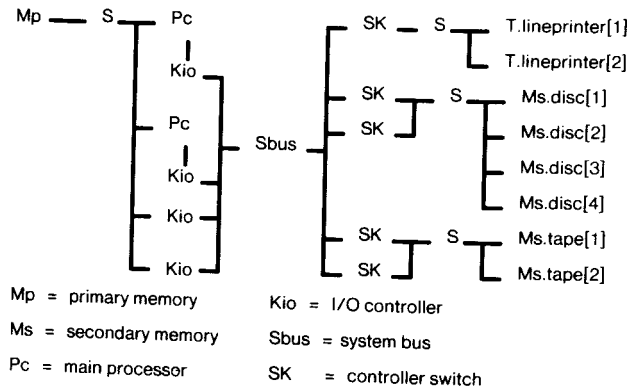 Mp S Pc SK S T.lineprinter[1]
Kio T.lineprinter[2]
SK S Ms.disc[1]
Pc SK Ms.disc[2]
Sbus
Kio Ms.disc[3]
Kio Ms.disc[4]
SK S Ms.tape[1]
Kio SK Ms.tape[2]
Mp = primary memory Kio = I/O controller
Ms = secondary memory Sbus = system bus
Pc = main processor SK = controller switch